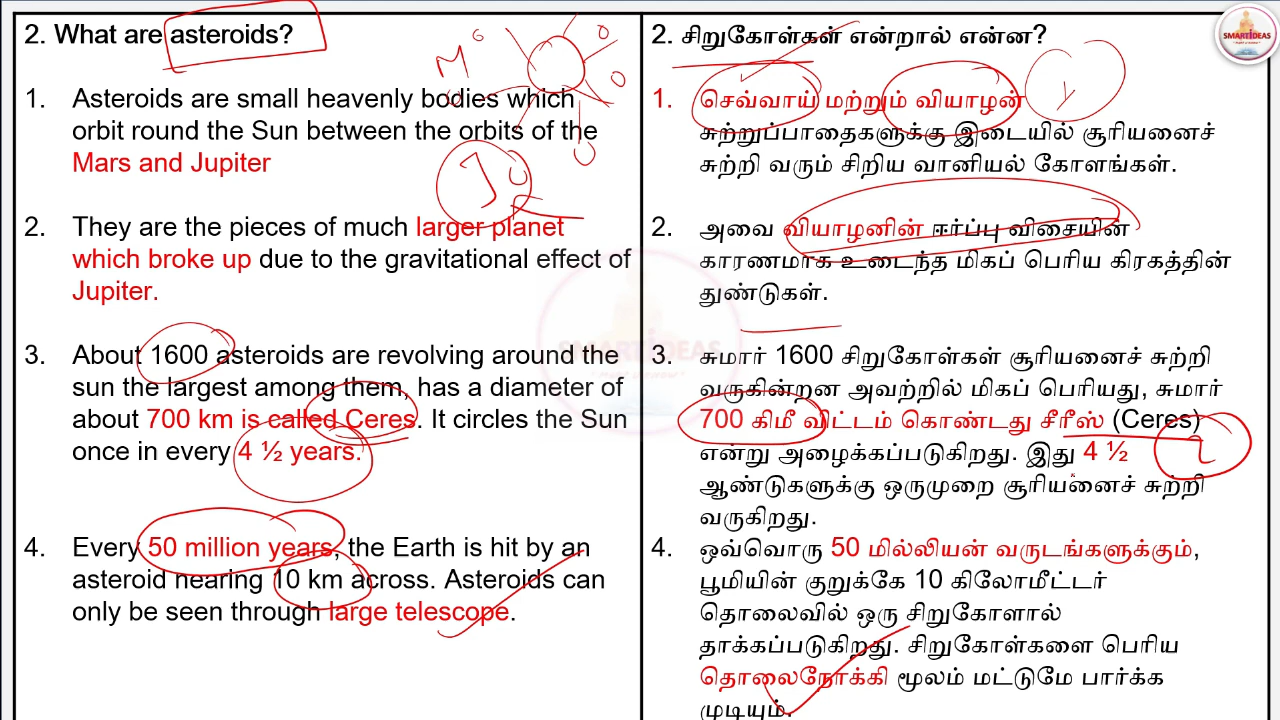 2. What are asteroids?
1. Asteroids are small heavenly bodies which
orbit round the Sun between the orbits of the
Mars and Jupiter
2. They are the pieces of much larger planet
which broke up due to the gravitational effect of
Jupiter.
3. About 1600 asteroids are revolving around the
sun the largest among them, has a diameter of
about 700 km is called Ceres. It circles the Sun
once in every 4 ½ years.
4. Every 50 million years, the Earth is hit by an
asteroid nearing 10 km across. Asteroids can
only be seen through large telescope.
M
J
2. சிறுகோள்கள் என்றால் என்ன?
1. செவ்வாய் மற்றும் வியாழன்
சுற்றுப்பாதைகளுக்கு இடையில் சூரியனைச்
சுற்றி வரும் சிறிய வானியல் கோளங்கள்.
2. அவை வியாழனின் ஈர்ப்பு விசையின்
காரணமாக உடைந்த மிகப் பெரிய கிரகத்தின்
துண்டுகள்.
3. சுமார் 1600 சிறுகோள்கள் சூரியனைச் சுற்றி
வருகின்றன அவற்றில் மிகப் பெரியது, சுமார்
700 கிமீ விட்டம் கொண்டது சீரீஸ் (Ceres)
என்று அழைக்கப்படுகிறது. இது 4 ½
ஆண்டுகளுக்கு ஒருமுறை சூரியனைச் சுற்றி
வருகிறது.
4. ஒவ்வொரு 50 மில்லியன் வருடங்களுக்கும்,
பூமியின் குறுக்கே 10 கிலோமீட்டர்
தொலைவில் ஒரு சிறுகோளால்
தாக்கப்படுகிறது. சிறுகோள்களை பெரிய
தொலைநோக்கி மூலம் மட்டுமே பார்க்க
முடியும்.
SMARTIDEAS
SMARTIDEAS